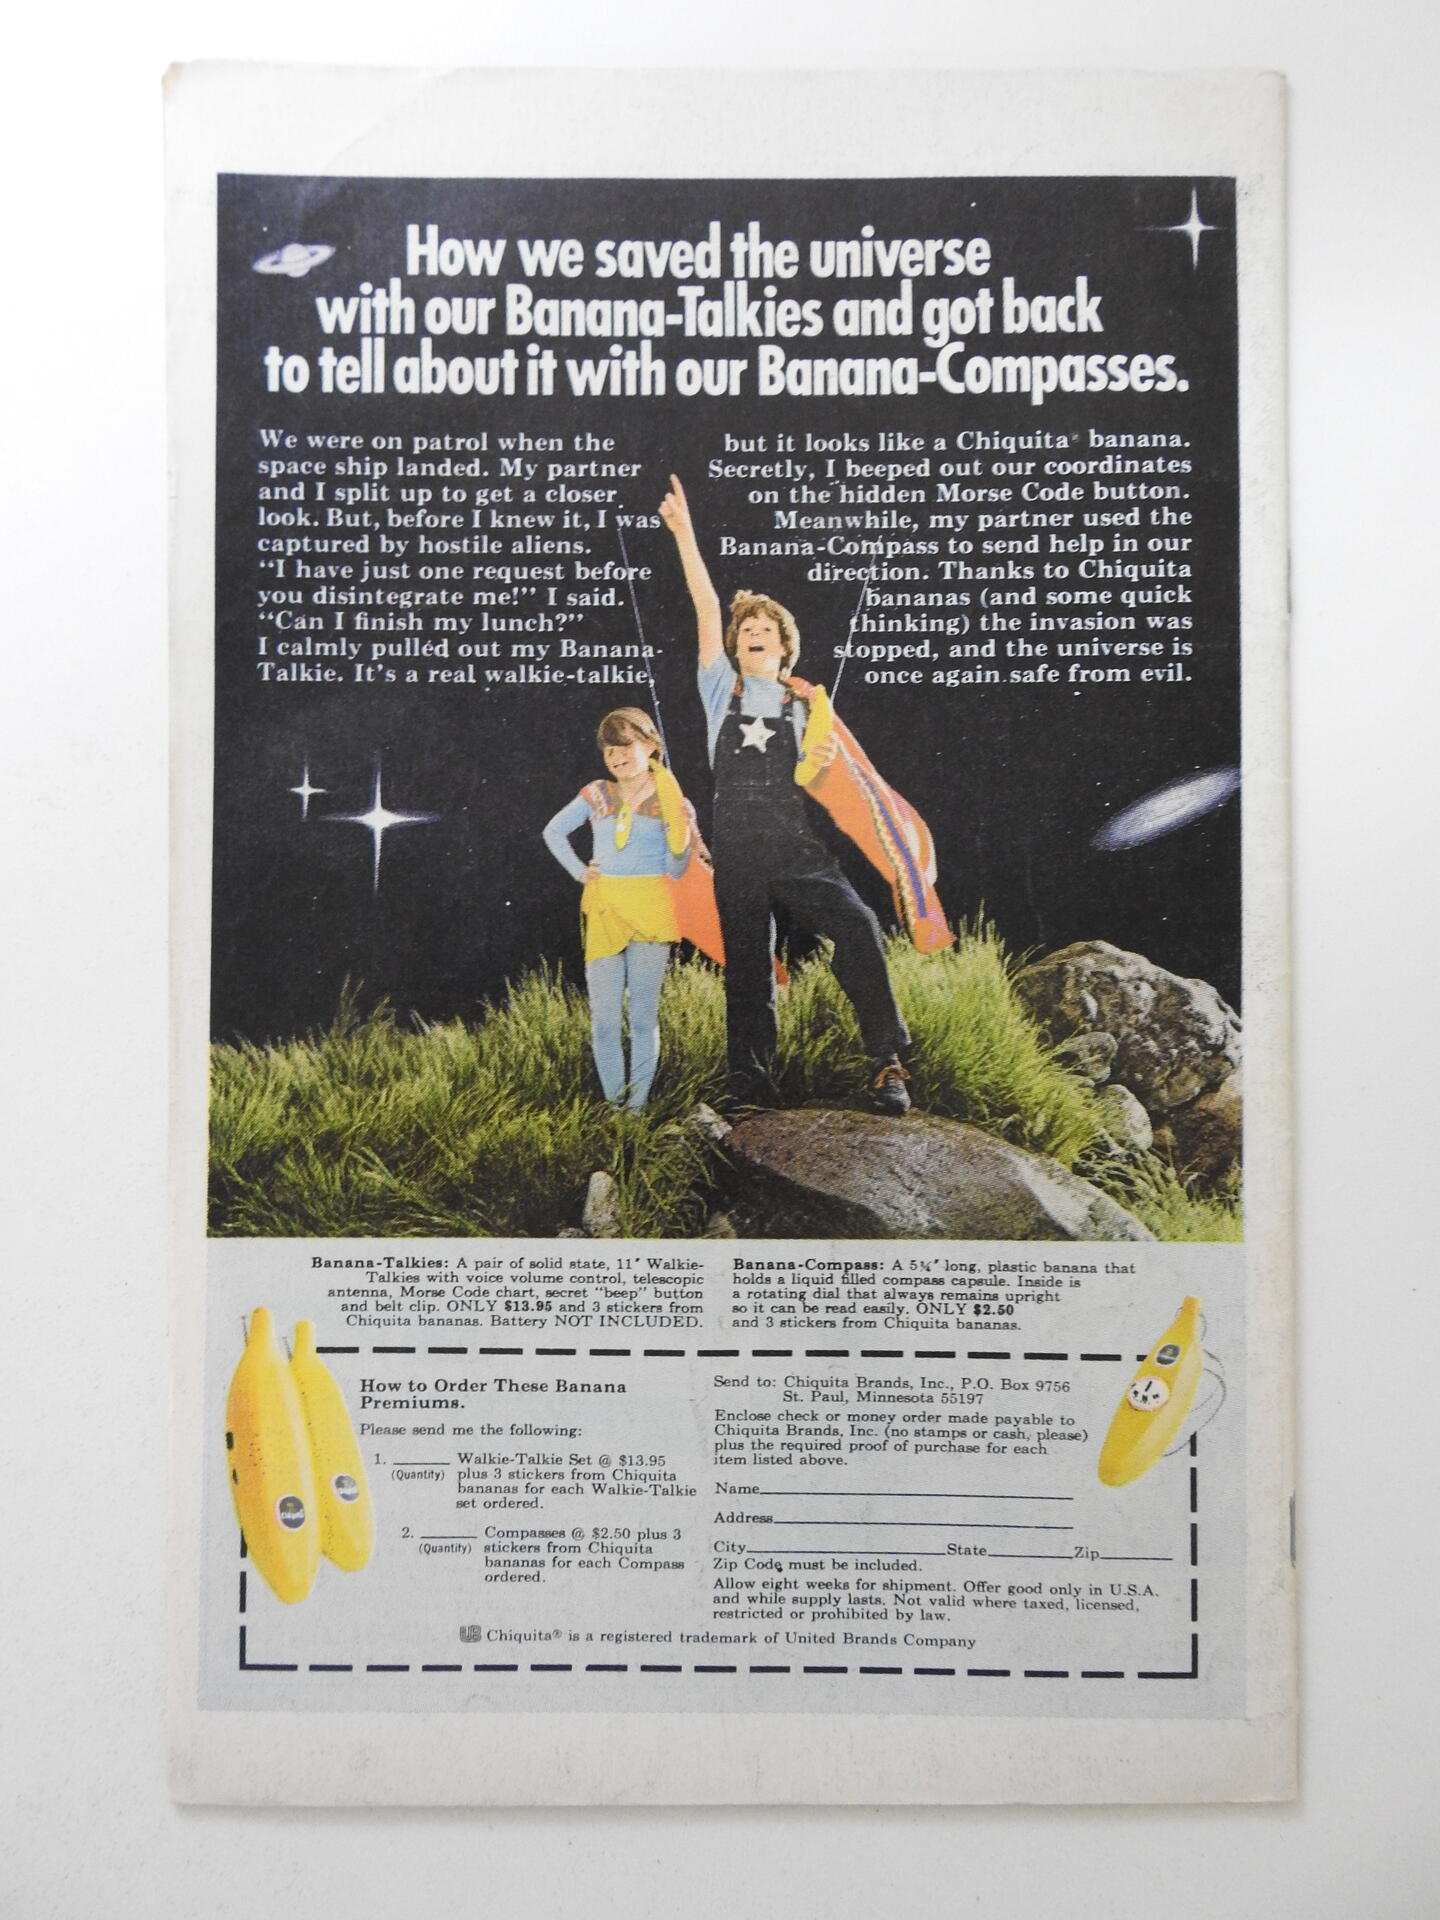 How we saved the universe
with our Banana-Talkies and got back
to tell about it with our Banana-Compasses.
We were on patrol when the
space ship landed. My partner
and I split up to get a closer
look. But, before I knew it, I was
captured by hostile aliens.
“I have just one request before
you disintegrate me!” I said.
“Can I finish my lunch?”
I calmly pulled out my Banana-
Talkie. It's a real walkie-talkie,
but it looks like a Chiquita® banana.
Secretly, I beeped out our coordinates
on the hidden Morse Code button.
Meanwhile, my partner used the
Banana-Compass to send help in our
direction. Thanks to Chiquita
bananas (and some quick
thinking) the invasion was
stopped, and the universe is
once again safe from evil.
Banana-Talkies: A pair of solid state, 11" Walkie-
Talkies with voice volume control, telescopic
antenna, Morse Code chart, secret “beep” button
and belt clip. ONLY $13.95 and 3 stickers from
Chiquita bananas. Battery NOT INCLUDED.
Banana-Compass: A 5¼" long, plastic banana that
holds a liquid filled compass capsule. Inside is
a rotating dial that always remains upright
so it can be read easily. ONLY $2.50
and 3 stickers from Chiquita bananas.
How to Order These Banana
Premiums.
Please send me the following:
1. ______ Walkie-Talkie Set @ $13.95
(Quantity) plus 3 stickers from Chiquita
bananas for each Walkie-Talkie
set ordered.
2. ______ Compasses @ $2.50 plus 3
(Quantity) stickers from Chiquita
bananas for each Compass
ordered.
Send to: Chiquita Brands, Inc., P.O. Box 9756
St. Paul, Minnesota 55197
Enclose check or money order made payable to
Chiquita Brands, Inc. (no stamps or cash, please)
plus the required proof of purchase for each
item listed above.
Name
Address
City State Zip
Zip Code must be included.
Allow eight weeks for shipment. Offer good only in U.S.A.
and while supply lasts. Not valid where taxed, licensed,
restricted or prohibited by law.
UB Chiquita® is a registered trademark of United Brands Company